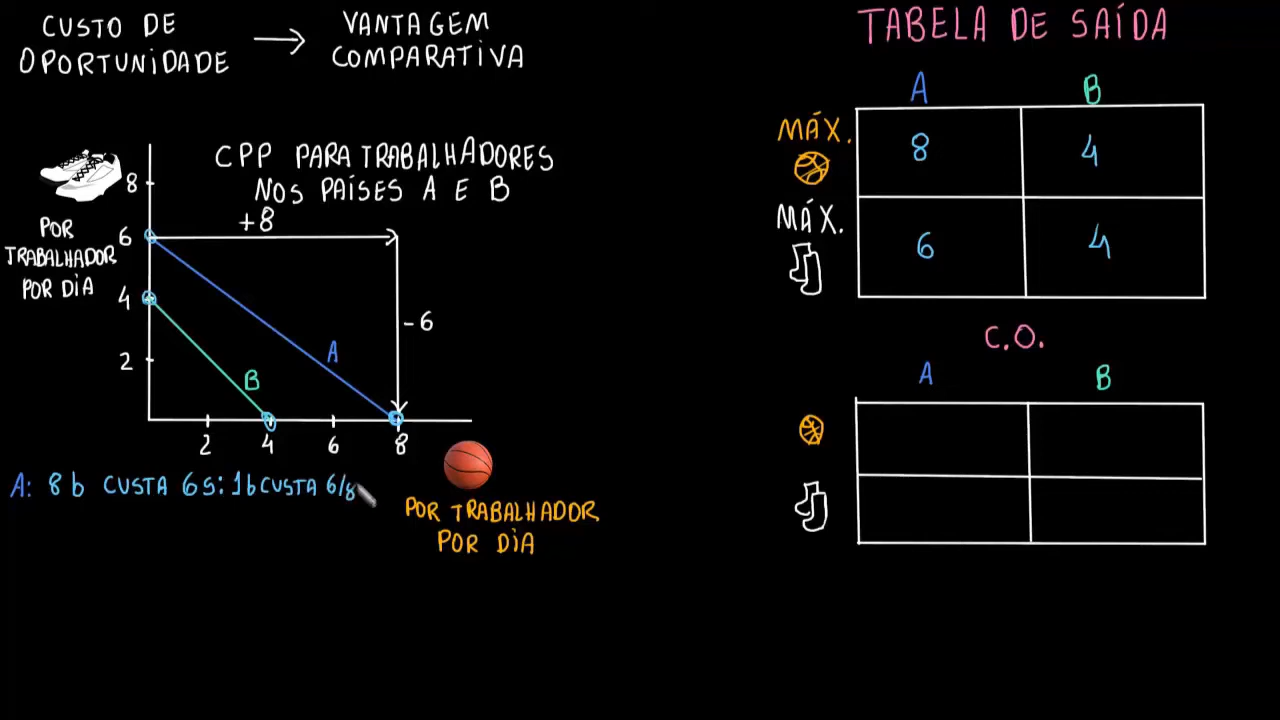 CUSTO DE
OPORTUNIDADE
VANTAGEM
COMPARATIVA
CPP PARA TRABALHADORES
NOS PAÍSES A E B
POR
TRABALHADOR
POR DIA
8
6
4
2
+8
-6
A
B
2 4 6 8
A: 8 b CUSTA 6 s: 1b CUSTA 6/8
POR TRABALHADOR
POR DIA
TABELA DE SAÍDA
A B
MÁX. 8 4
MÁX. 6 4
C.O.
A B